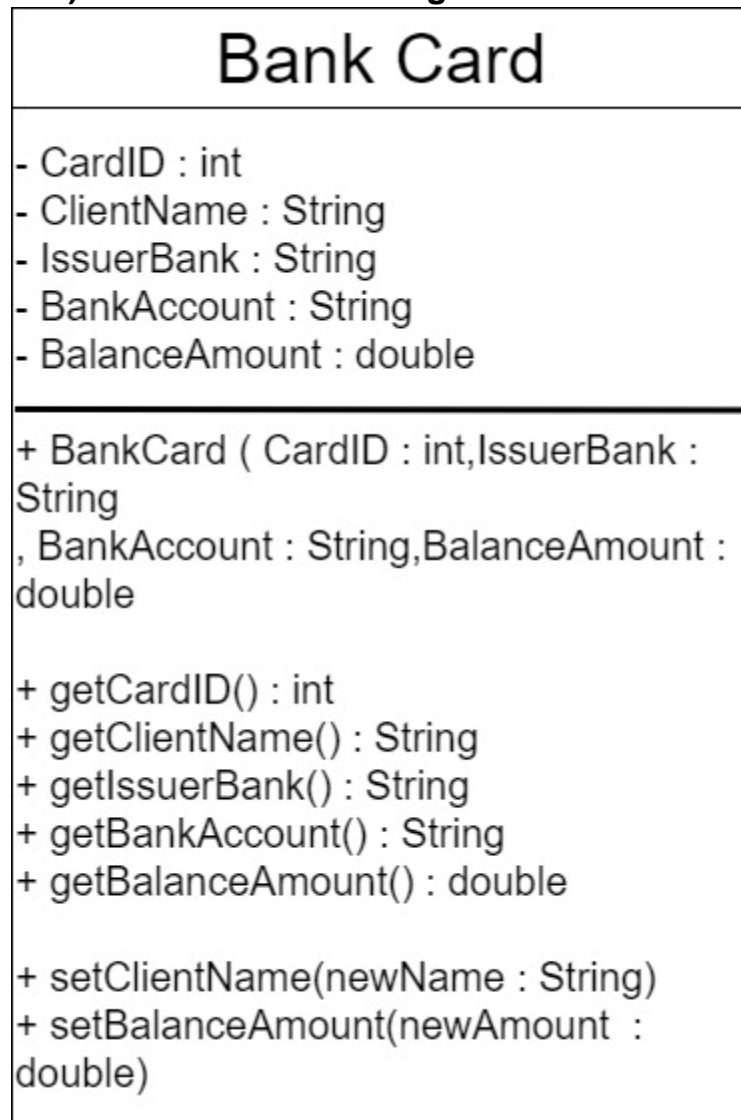 Bank Card
- CardID : int
- ClientName : String
- IssuerBank : String
- BankAccount : String
- BalanceAmount : double
+ BankCard ( CardID : int,IssuerBank :
String
, BankAccount : String,BalanceAmount :
double
+ getCardID() : int
+ getClientName() : String
+ getIssuerBank() : String
+ getBankAccount() : String
+ getBalanceAmount() : double
+ setClientName(newName : String)
+ setBalanceAmount(newAmount :
double)